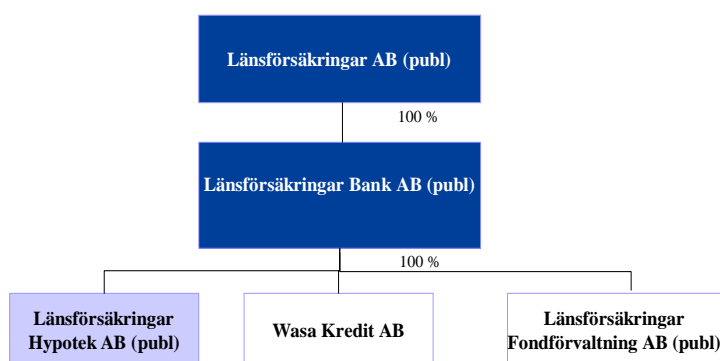 Länsförsäkringar AB (publ)
100 %
Länsförsäkringar Bank AB (publ)
100 %
Länsförsäkringar
Hypotek AB (publ)
Wasa Kredit AB
Länsförsäkringar
Fondförvaltning AB (publ)